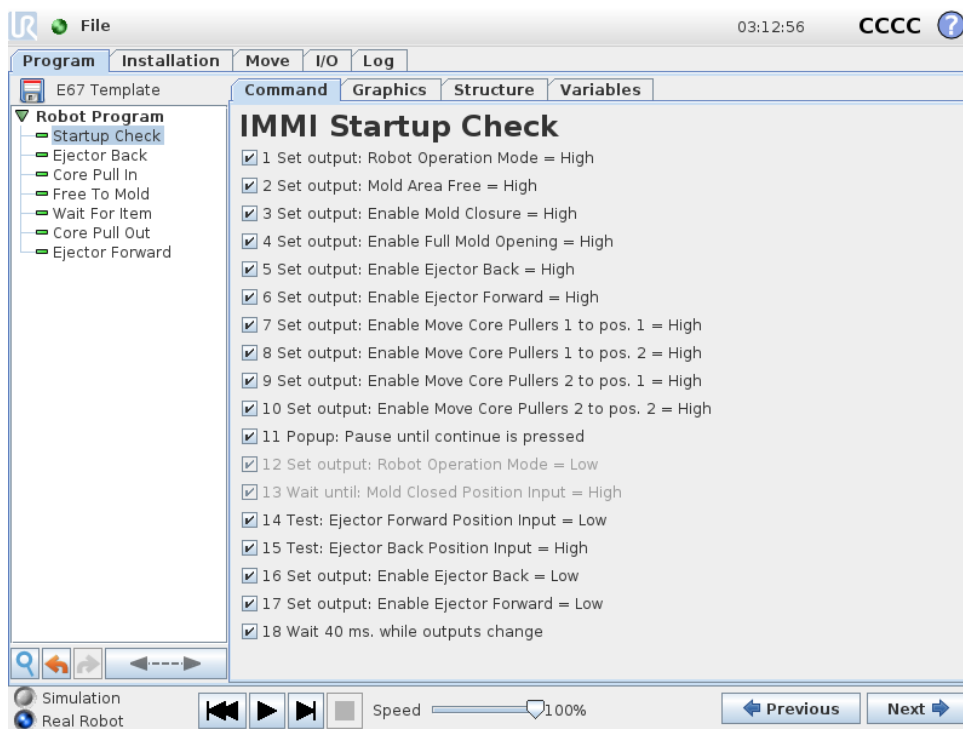 UR File 03:12:56 CCCC ?
Program Installation Move I/O Log
E67 Template Command Graphics Structure Variables
Robot Program
Startup Check
Ejector Back
Core Pull In
Free To Mold
Wait For Item
Core Pull Out
Ejector Forward
IMMI Startup Check
1 Set output: Robot Operation Mode = High
2 Set output: Mold Area Free = High
3 Set output: Enable Mold Closure = High
4 Set output: Enable Full Mold Opening = High
5 Set output: Enable Ejector Back = High
6 Set output: Enable Ejector Forward = High
7 Set output: Enable Move Core Pullers 1 to pos. 1 = High
8 Set output: Enable Move Core Pullers 1 to pos. 2 = High
9 Set output: Enable Move Core Pullers 2 to pos. 1 = High
10 Set output: Enable Move Core Pullers 2 to pos. 2 = High
11 Popup: Pause until continue is pressed
12 Set output: Robot Operation Mode = Low
13 Wait until: Mold Closed Position Input = High
14 Test: Ejector Forward Position Input = Low
15 Test: Ejector Back Position Input = High
16 Set output: Enable Ejector Back = Low
17 Set output: Enable Ejector Forward = Low
18 Wait 40 ms. while outputs change
Simulation
Real Robot
Speed 100%
Previous Next